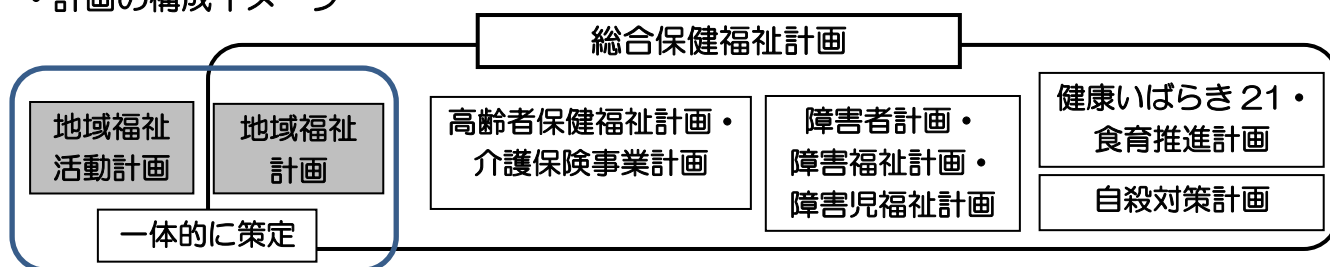 ・計画の構成イメージ
総合保健福祉計画
地域福祉
活動計画
地域福祉
計画
一体的に策定
高齢者保健福祉計画・
介護保険事業計画
障害者計画・
障害福祉計画・
障害児福祉計画
健康いばらき21・
食育推進計画
自殺対策計画